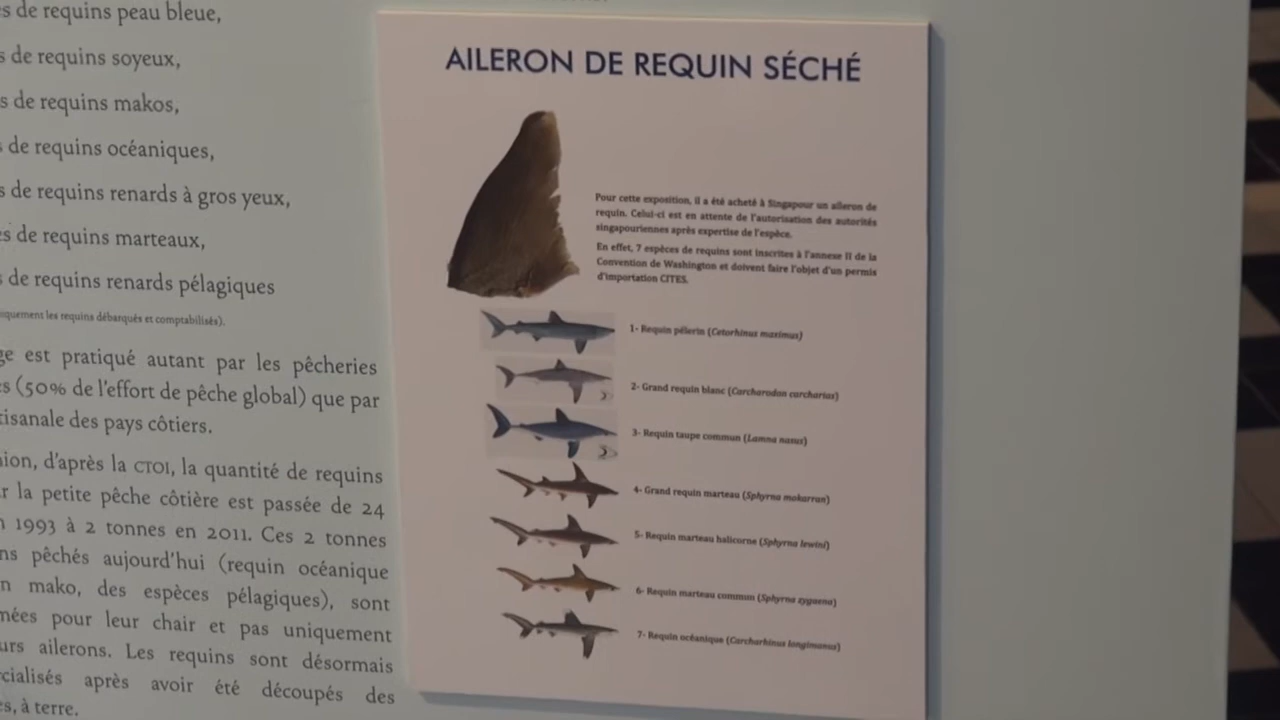 s de requins peau bleue,
s de requins soyeux,
s de requins makos,
s de requins océaniques,
s de requins renards à gros yeux,
es de requins marteaux,
s de requins renards pélagiques
quement les requins débarqués et comptabilisés).
ge est pratiqué autant par les pêcheries
s (50% de l'effort de pêche global) que par
tisanale des pays côtiers.
nion, d'après la CTOI, la quantité de requins
r la petite pêche côtière est passée de 24
n 1993 à 2 tonnes en 2011. Ces 2 tonnes
ns pêchés aujourd'hui (requin océanique
n mako, des espèces pélagiques), sont
mées pour leur chair et pas uniquement
urs ailerons. Les requins sont désormais
rcialisés après avoir été découpés des
es, à terre.
AILERON DE REQUIN SÉCHÉ
Pour cette exposition, il a été acheté à Singapour un aileron de
requin. Celui-ci est en attente de l'autorisation des autorités
singapouriennes après expertise de l'espèce.
En effet, 7 espèces de requins sont inscrites à l'annexe II de la
Convention de Washington et doivent faire l'objet d'un permis
d'importation CITES.
1- Requin pélerin (Cetorhinus maximus)
2- Grand requin blanc (Carcharodon carcharias)
3- Requin taupe commun (Lamna nasus)
4- Grand requin marteau (Sphyrna mokarran)
5- Requin marteau halicorne (Sphyrna lewini)
6- Requin marteau commun (Sphyrna zygaena)
7- Requin océanique (Carcharhinus longimanus)